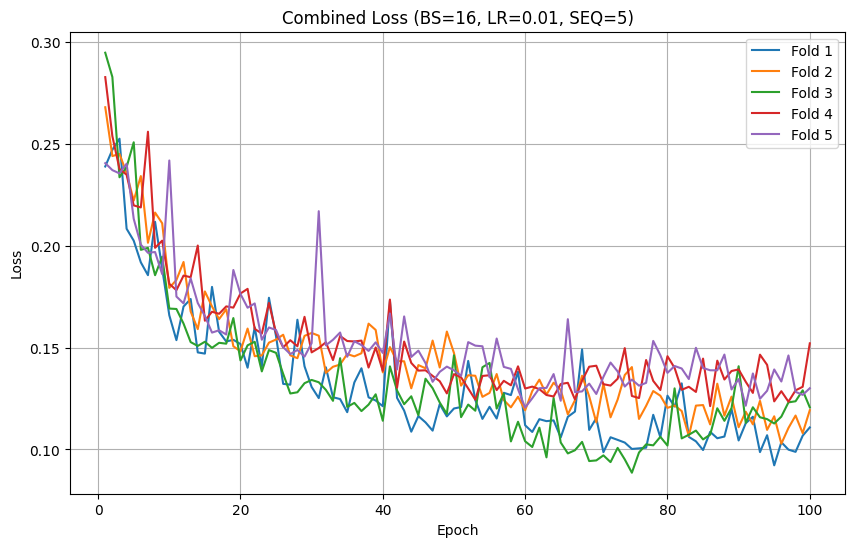 Combined Loss (BS=16, LR=0.01, SEQ=5)
Loss
0.30
0.25
0.20
0.15
0.10
Fold 1
Fold 2
Fold 3
Fold 4
Fold 5
0 20 40 60 80 100
Epoch